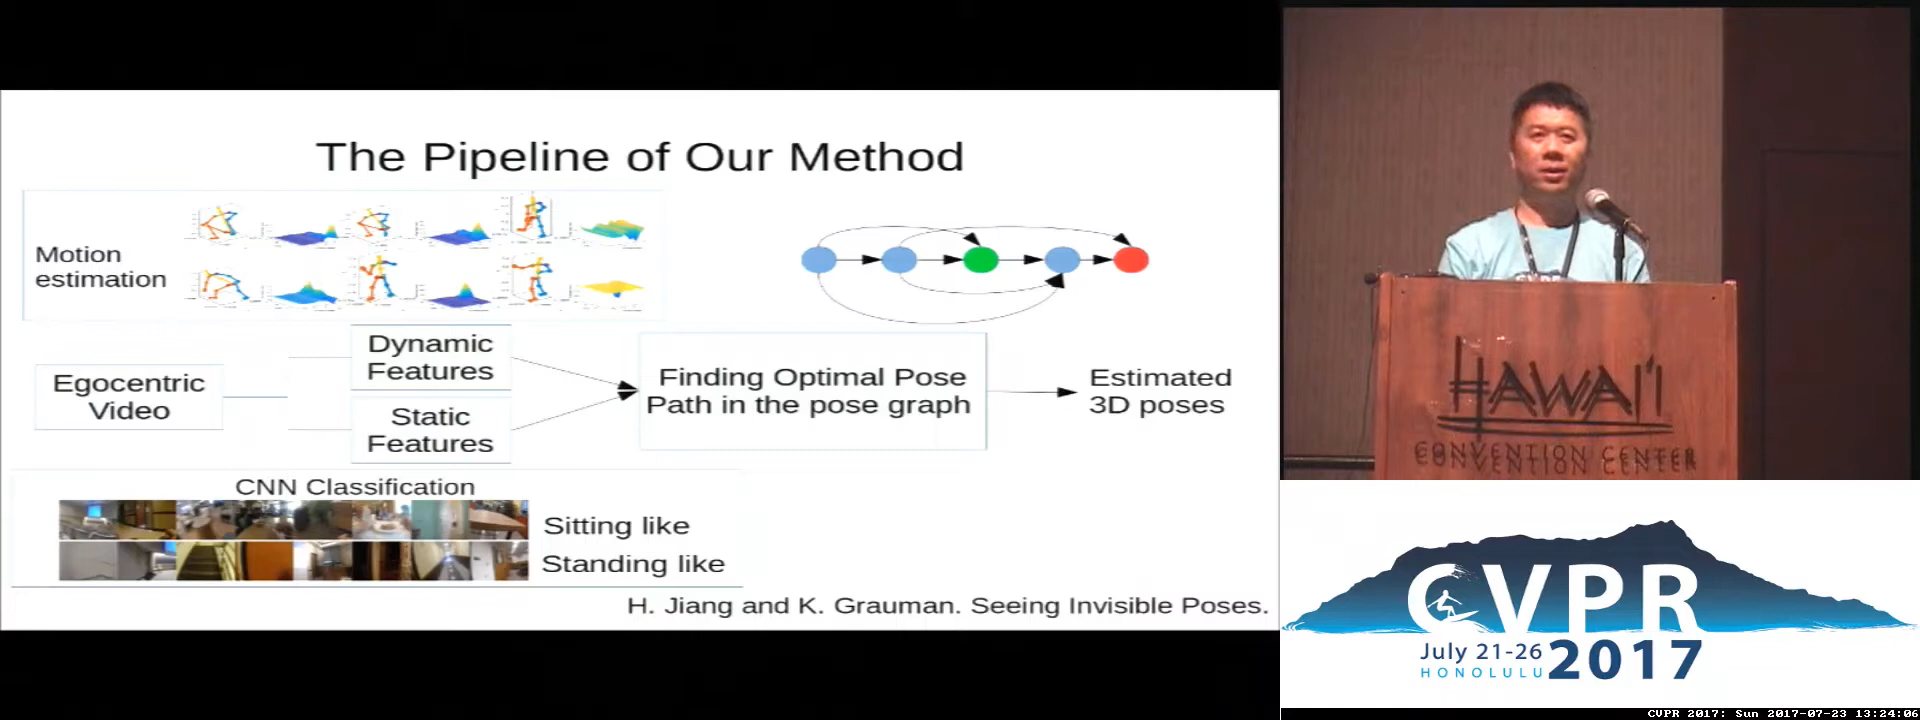 The Pipeline of Our Method
Motion
estimation
Egocentric
Video
Dynamic
Features
Static
Features
Finding Optimal Pose
Path in the pose graph
Estimated
3D poses
CNN Classification
Sitting like
Standing like
H. Jiang and K. Grauman. Seeing Invisible Poses.
HAWAI'I
CONVENTION CENTER
CVPR
July 21-26
HONOLULU
2017
CVPR 2017: Sun 2017-07-23 13:24:06